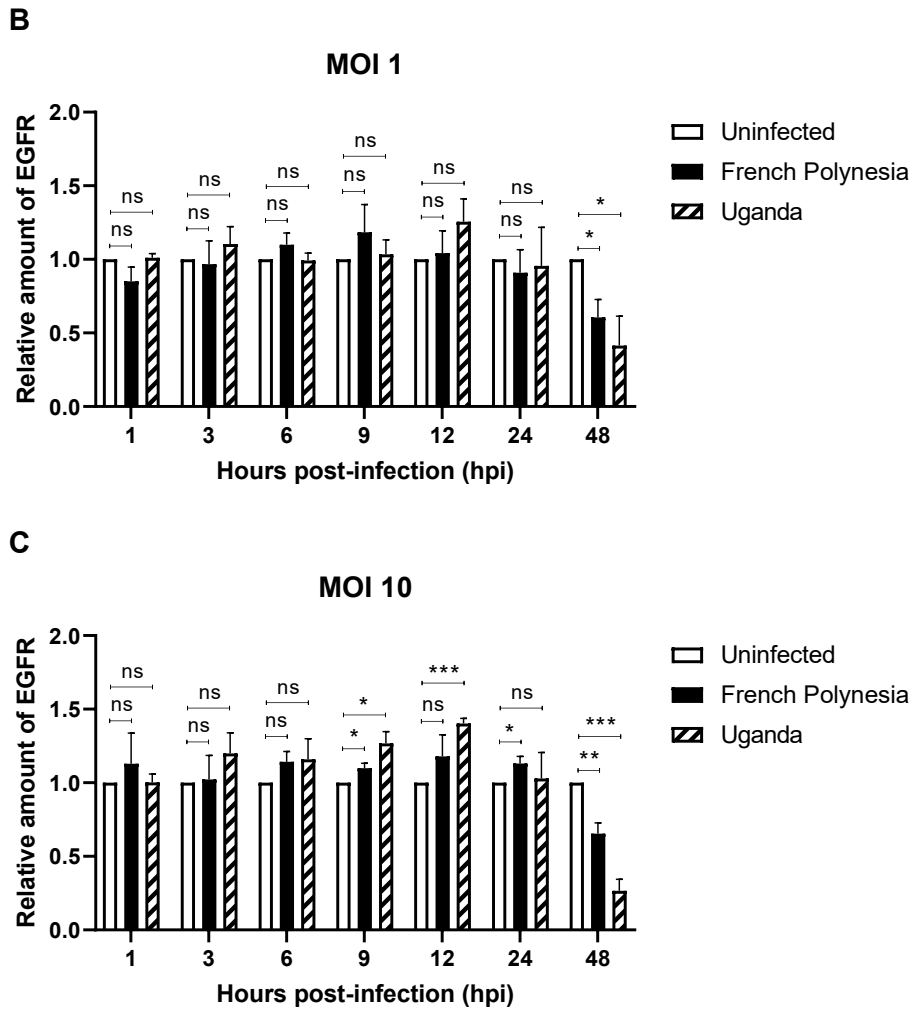 B
MOI 1
Relative amount of EGFR
2.0
1.5
1.0
0.5
0.0
ns ns
ns ns
ns ns
ns ns
ns ns
ns ns
* *
1 3 6 9 12 24 48
Hours post-infection (hpi)
Uninfected
French Polynesia
Uganda
C
MOI 10
Relative amount of EGFR
2.0
1.5
1.0
0.5
0.0
ns ns
ns ns
ns ns
* *
ns ***
* ns
** ***
1 3 6 9 12 24 48
Hours post-infection (hpi)
Uninfected
French Polynesia
Uganda